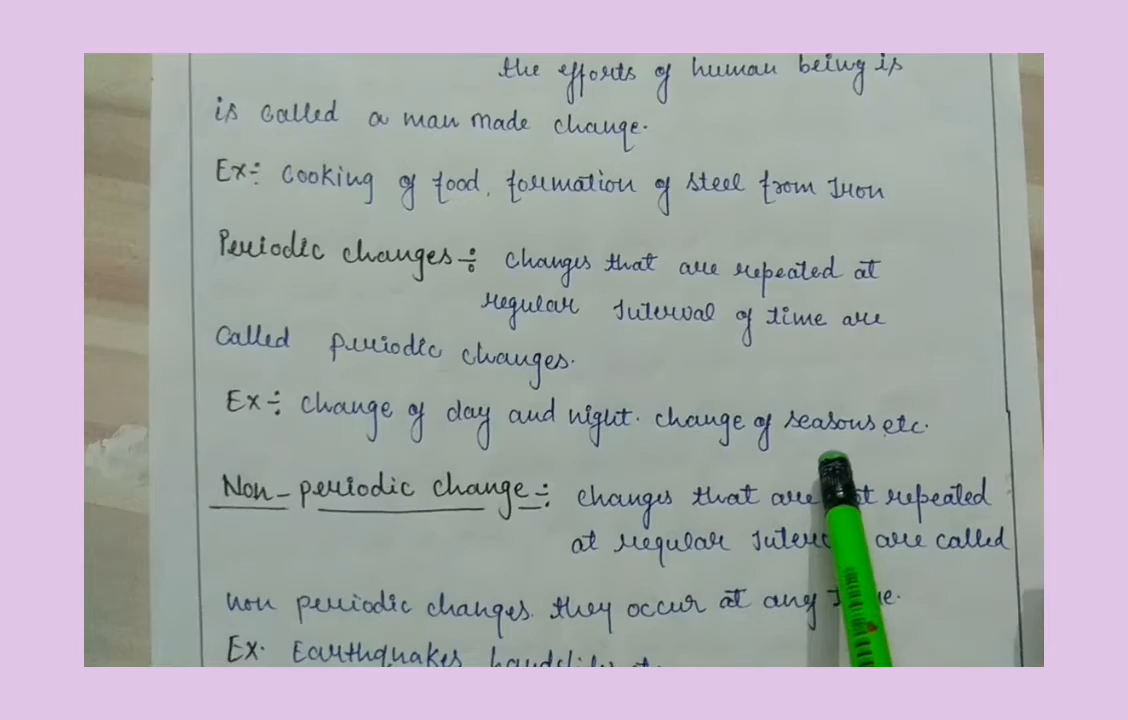 the efforts of human being is
is called a man made change.
Ex÷ Cooking of food, formation of steel from Iron
Periodic changes÷ changes that are repeated at
regular Interval of time are
Called periodic changes.
Ex÷ Change of day and night. change of seasons etc.
Non-periodic change÷ changes that are repeated
at regular are called
non periodic changes. they occur at any
Ex. Earthquakes